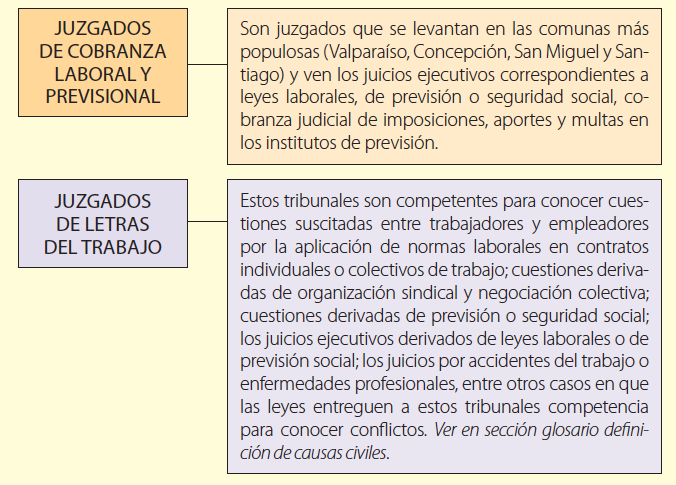 JUZGADOS
DE COBRANZA
LABORAL Y
PREVISIONAL
Son juzgados que se levantan en las comunas más
populosas (Valparaíso, Concepción, San Miguel y San-
tiago) y ven los juicios ejecutivos correspondientes a
leyes laborales, de previsión o seguridad social, co-
branza judicial de imposiciones, aportes y multas en
los institutos de previsión.
JUZGADOS
DE LETRAS
DEL TRABAJO
Estos tribunales son competentes para conocer cues-
tiones suscitadas entre trabajadores y empleadores
por la aplicación de normas laborales en contratos
individuales o colectivos de trabajo; cuestiones deriva-
das de organización sindical y negociación colectiva;
cuestiones derivadas de previsión o seguridad social;
los juicios ejecutivos derivados de leyes laborales o de
previsión social; los juicios por accidentes del trabajo o
enfermedades profesionales, entre otros casos en que
las leyes entreguen a estos tribunales competencia
para conocer conflictos. Ver en sección glosario defini-
ción de causas civiles.